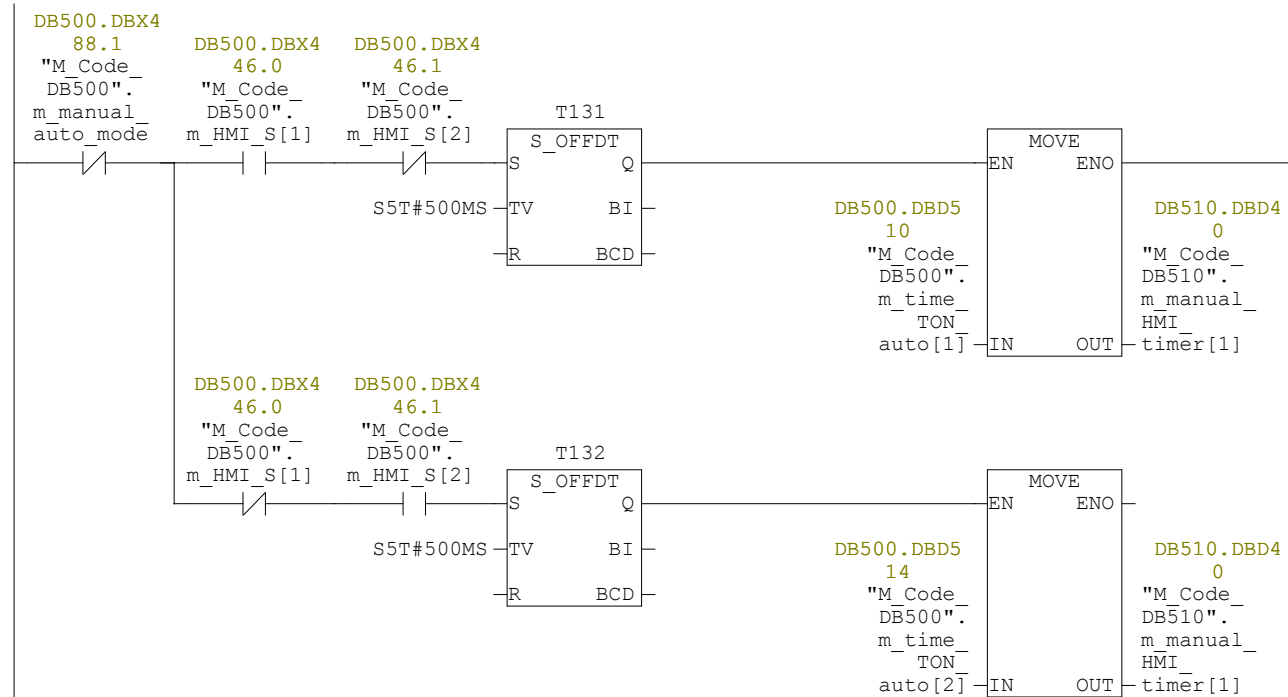 DB500.DBX4
88.1
"M_Code_
DB500".
m_manual_
auto_mode
DB500.DBX4
46.0
"M_Code_
DB500".
m_HMI_S[1]
DB500.DBX4
46.1
"M_Code_
DB500".
m_HMI_S[2]
T131
S_OFFDT
S Q
S5T#500MS TV BI
R BCD
MOVE
EN ENO
DB500.DBD5
10
"M_Code_
DB500".
m_time_
TON_
auto[1] IN OUT
DB510.DBD4
0
"M_Code_
DB510".
m_manual_
HMI_
timer[1]
DB500.DBX4
46.0
"M_Code_
DB500".
m_HMI_S[1]
DB500.DBX4
46.1
"M_Code_
DB500".
m_HMI_S[2]
T132
S_OFFDT
S Q
S5T#500MS TV BI
R BCD
MOVE
EN ENO
DB500.DBD5
14
"M_Code_
DB500".
m_time_
TON_
auto[2] IN OUT
DB510.DBD4
0
"M_Code_
DB510".
m_manual_
HMI_
timer[1]